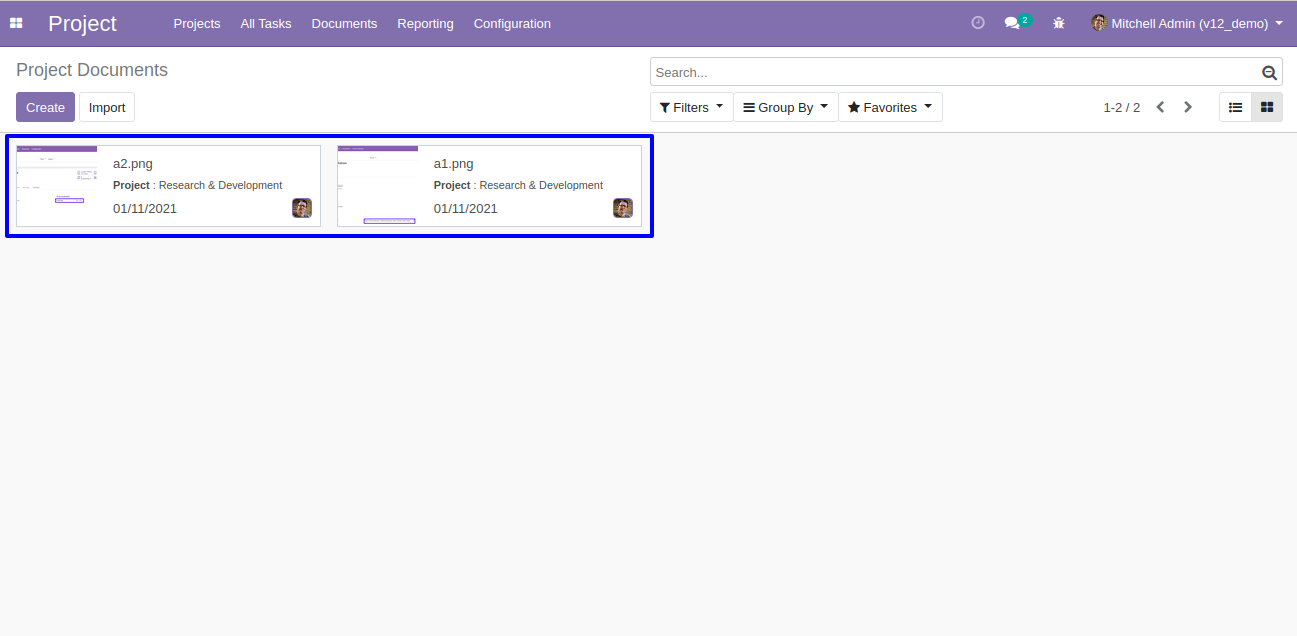 Project Projects All Tasks Documents Reporting Configuration 2 Mitchell Admin (v12_demo)
Project Documents
Search...
Create Import Filters Group By Favorites 1-2 / 2
a2.png
Project : Research & Development
01/11/2021
a1.png
Project : Research & Development
01/11/2021